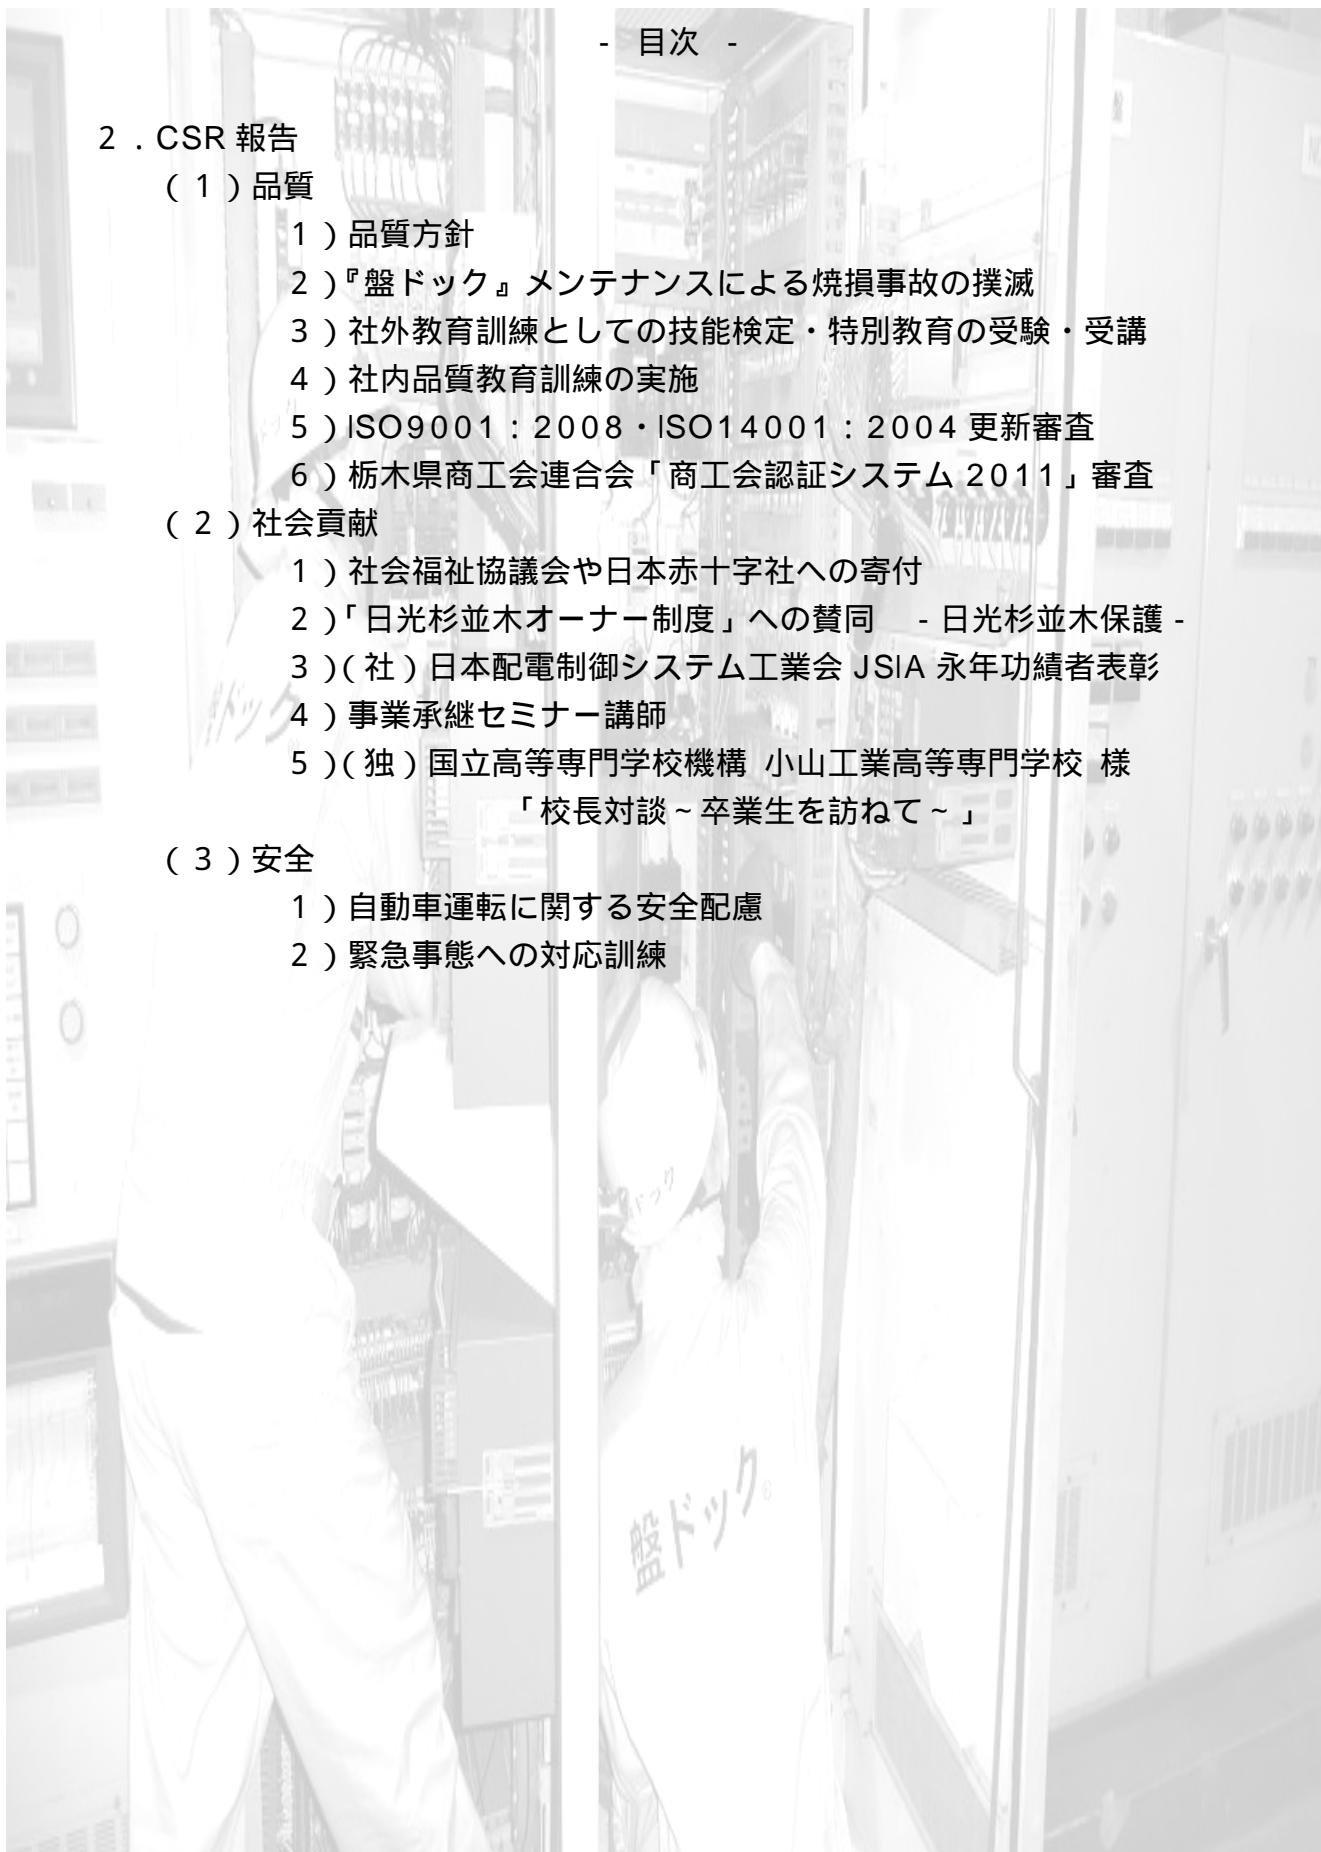 - 目次 -
２．CSR 報告
（１）品質
１）品質方針
２）『盤ドック』メンテナンスによる焼損事故の撲滅
３）社外教育訓練としての技能検定・特別教育の受験・受講
４）社内品質教育訓練の実施
５）ISO9001：2008・ISO14001：2004 更新審査
６）栃木県商工会連合会「商工会認証システム 2011」審査
（２）社会貢献
１）社会福祉協議会や日本赤十字社への寄付
２）「日光杉並木オーナー制度」への賛同　- 日光杉並木保護 -
３）（社）日本配電制御システム工業会 JSIA 永年功績者表彰
４）事業承継セミナー講師
５）（独）国立高等専門学校機構 小山工業高等専門学校 様
「校長対談～卒業生を訪ねて～」
（３）安全
１）自動車運転に関する安全配慮
２）緊急事態への対応訓練
盤ドック®